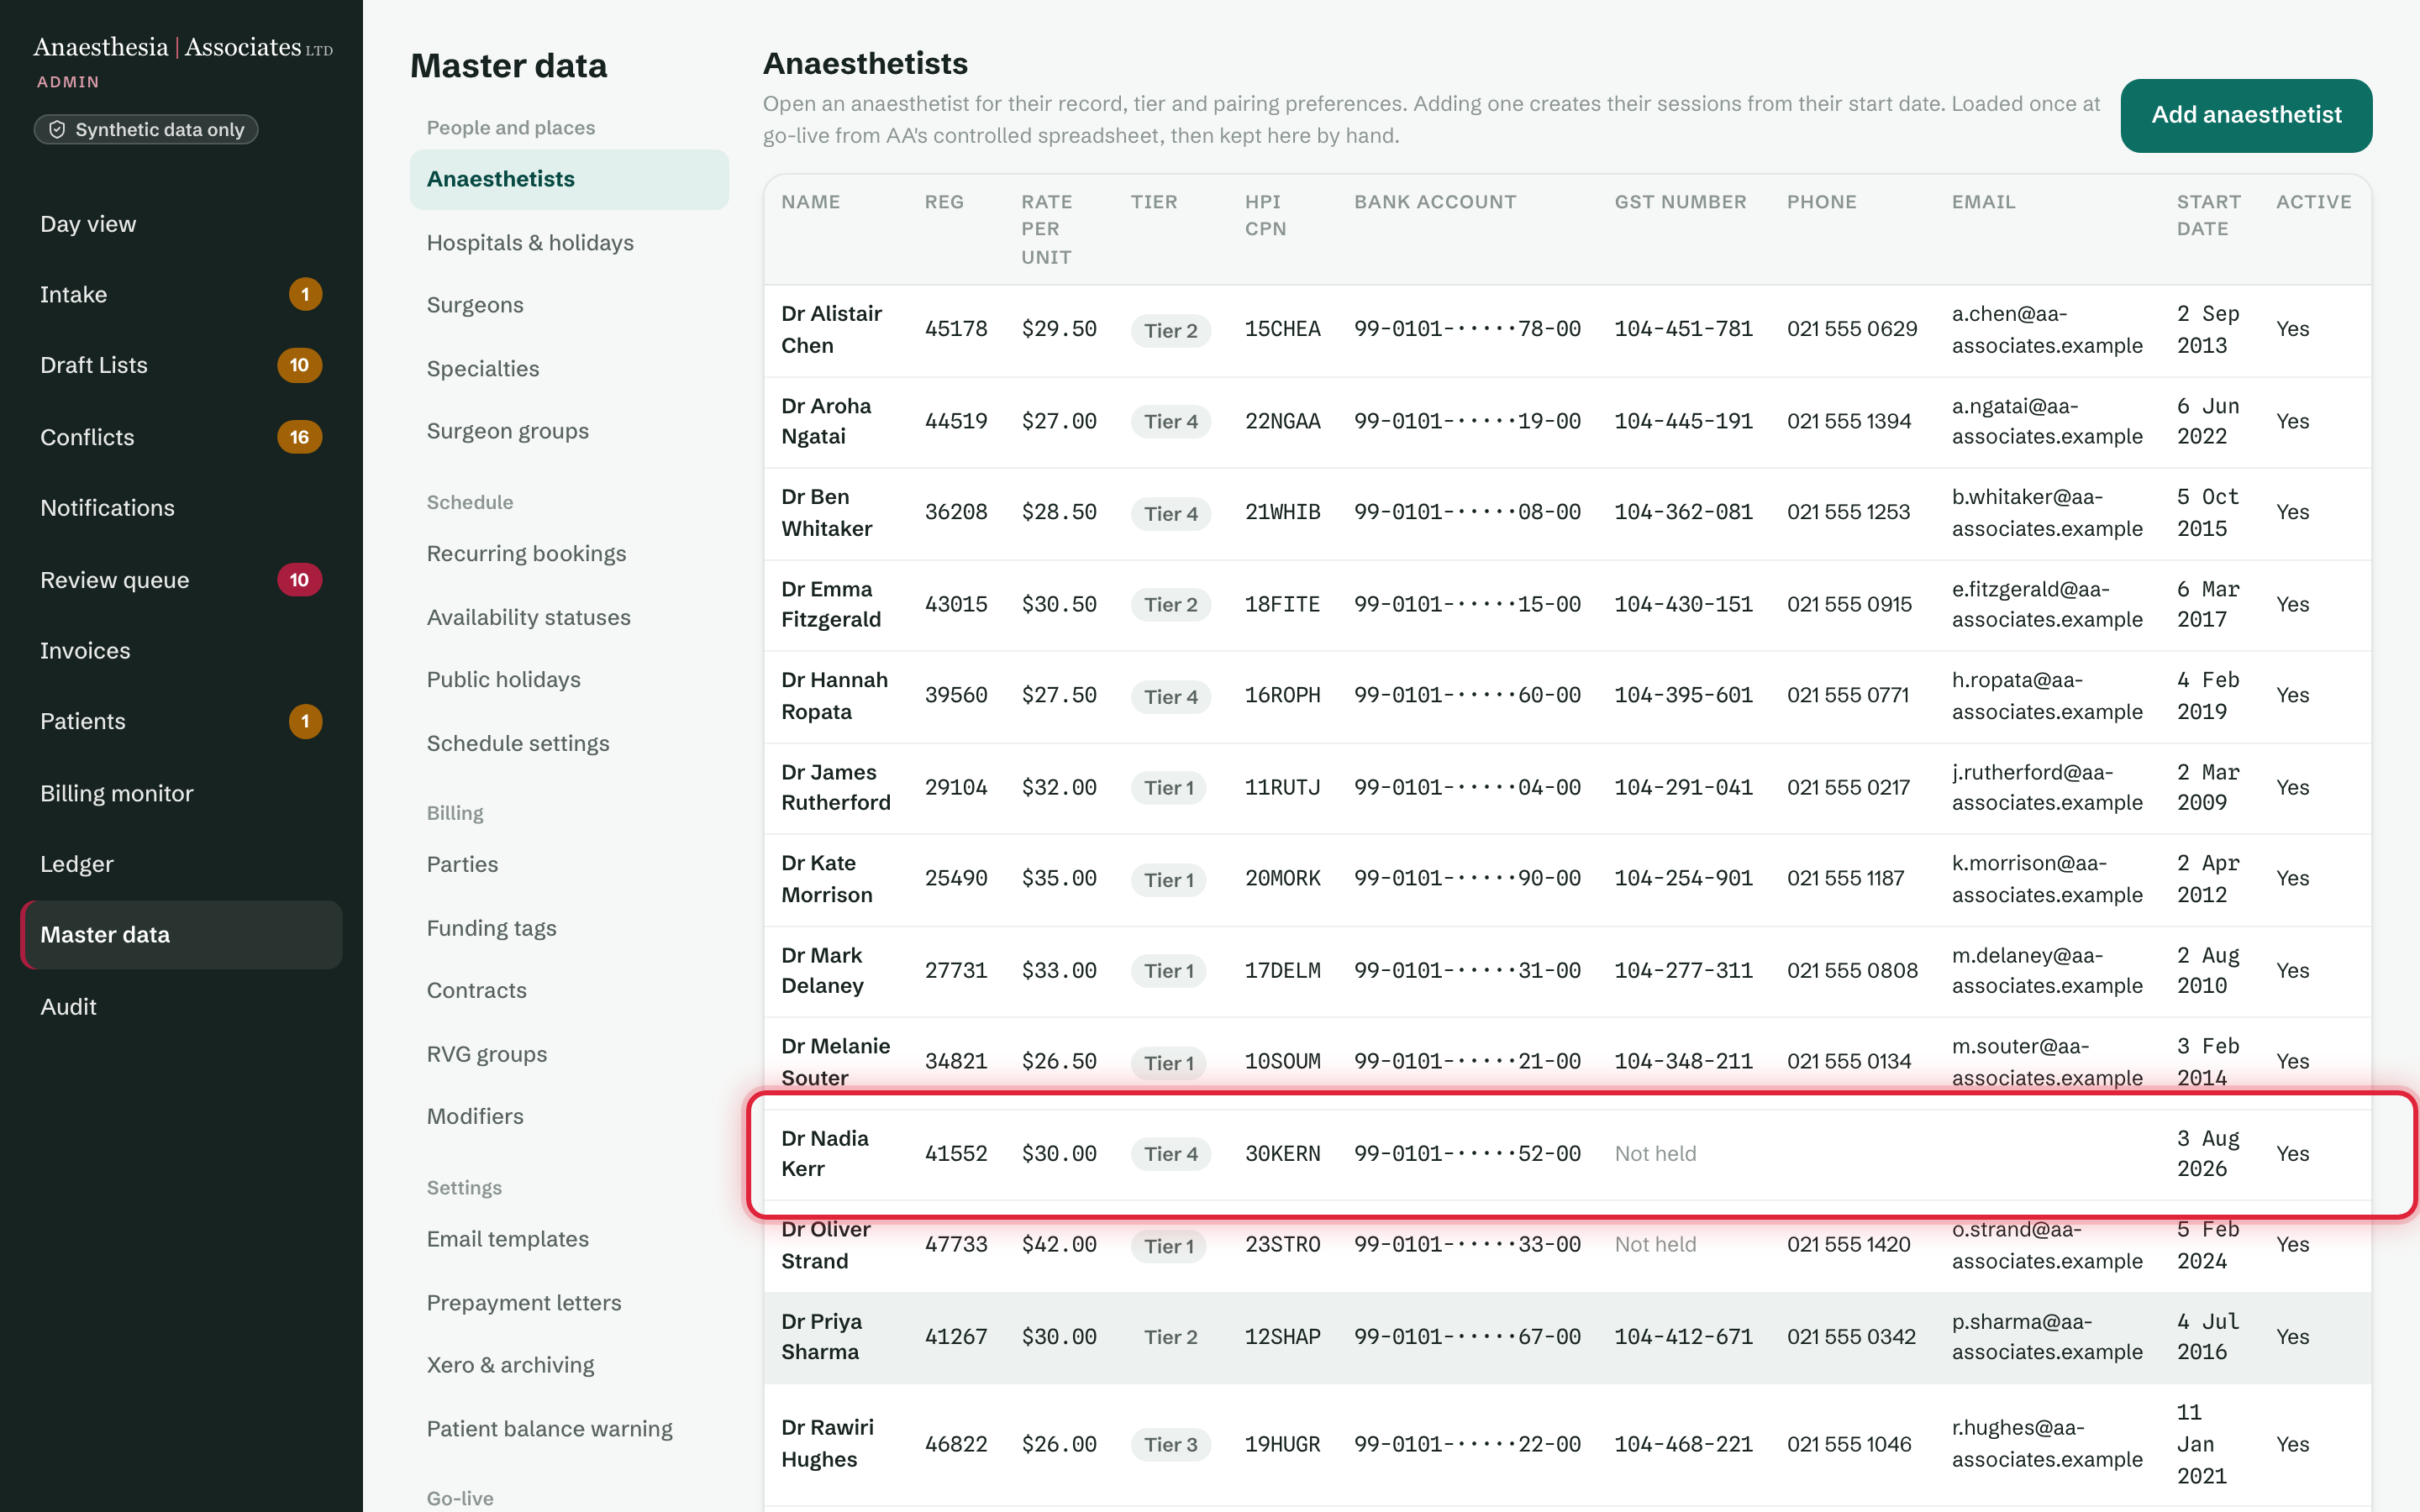 Anaesthesia | Associates LTD
ADMIN
Synthetic data only
Day view
Intake 1
Draft Lists 10
Conflicts 16
Notifications
Review queue 10
Invoices
Patients 1
Billing monitor
Ledger
Master data
Audit
Master data
People and places
Anaesthetists
Hospitals & holidays
Surgeons
Specialties
Surgeon groups
Schedule
Recurring bookings
Availability statuses
Public holidays
Schedule settings
Billing
Parties
Funding tags
Contracts
RVG groups
Modifiers
Settings
Email templates
Prepayment letters
Xero & archiving
Patient balance warning
Go-live
Anaesthetists
Open an anaesthetist for their record, tier and pairing preferences. Adding one creates their sessions from their start date. Loaded once at
go-live from AA's controlled spreadsheet, then kept here by hand.
Add anaesthetist
NAME REG RATE PER UNIT TIER HPI CPN BANK ACCOUNT GST NUMBER PHONE EMAIL START DATE ACTIVE
Dr Alistair Chen 45178 $29.50 Tier 2 15CHEA 99-0101-·····78-00 104-451-781 021 555 0629 a.chen@aa-associates.example 2 Sep 2013 Yes
Dr Aroha Ngatai 44519 $27.00 Tier 4 22NGAA 99-0101-·····19-00 104-445-191 021 555 1394 a.ngatai@aa-associates.example 6 Jun 2022 Yes
Dr Ben Whitaker 36208 $28.50 Tier 4 21WHIB 99-0101-·····08-00 104-362-081 021 555 1253 b.whitaker@aa-associates.example 5 Oct 2015 Yes
Dr Emma Fitzgerald 43015 $30.50 Tier 2 18FITE 99-0101-·····15-00 104-430-151 021 555 0915 e.fitzgerald@aa-associates.example 6 Mar 2017 Yes
Dr Hannah Ropata 39560 $27.50 Tier 4 16ROPH 99-0101-·····60-00 104-395-601 021 555 0771 h.ropata@aa-associates.example 4 Feb 2019 Yes
Dr James Rutherford 29104 $32.00 Tier 1 11RUTJ 99-0101-·····04-00 104-291-041 021 555 0217 j.rutherford@aa-associates.example 2 Mar 2009 Yes
Dr Kate Morrison 25490 $35.00 Tier 1 20MORK 99-0101-·····90-00 104-254-901 021 555 1187 k.morrison@aa-associates.example 2 Apr 2012 Yes
Dr Mark Delaney 27731 $33.00 Tier 1 17DELM 99-0101-·····31-00 104-277-311 021 555 0808 m.delaney@aa-associates.example 2 Aug 2010 Yes
Dr Melanie Souter 34821 $26.50 Tier 1 10SOUM 99-0101-·····21-00 104-348-211 021 555 0134 m.souter@aa-associates.example 3 Feb 2014 Yes
Dr Nadia Kerr 41552 $30.00 Tier 4 30KERN 99-0101-·····52-00 Not held 3 Aug 2026 Yes
Dr Oliver Strand 47733 $42.00 Tier 1 23STRO 99-0101-·····33-00 Not held 021 555 1420 o.strand@aa-associates.example 5 Feb 2024 Yes
Dr Priya Sharma 41267 $30.00 Tier 2 12SHAP 99-0101-·····67-00 104-412-671 021 555 0342 p.sharma@aa-associates.example 4 Jul 2016 Yes
Dr Rawiri Hughes 46822 $26.00 Tier 3 19HUGR 99-0101-·····22-00 104-468-221 021 555 1046 r.hughes@aa-associates.example 11 Jan 2021 Yes